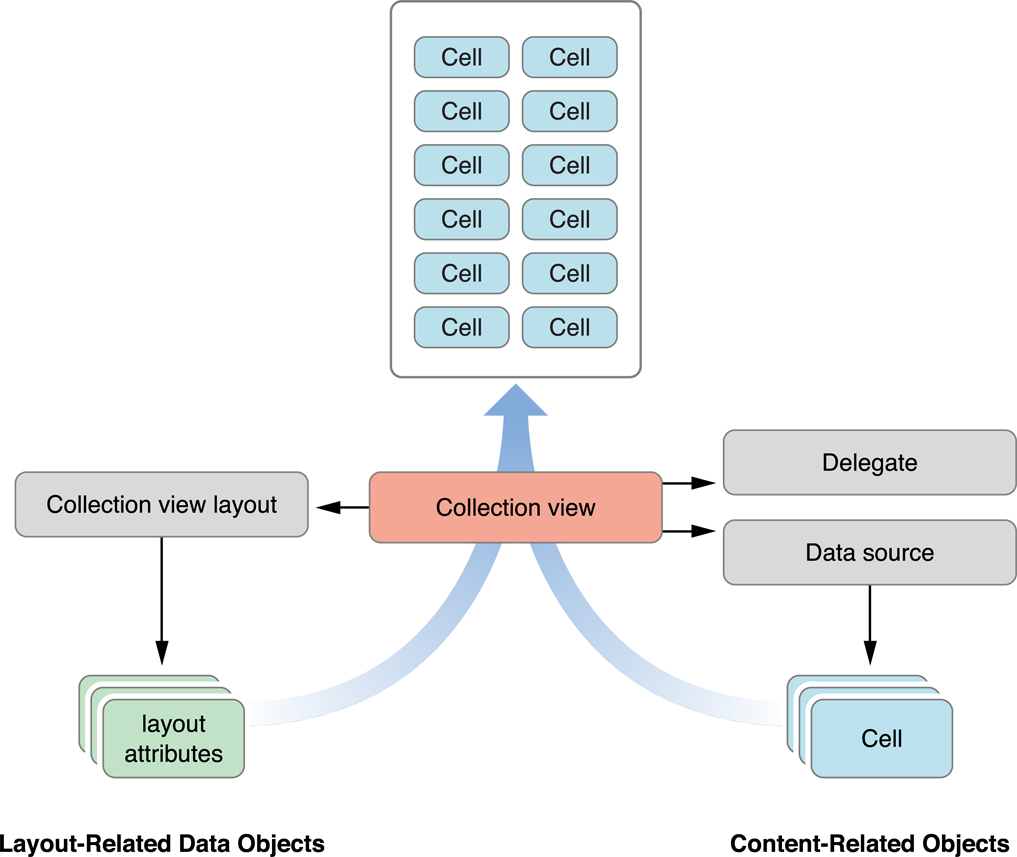 Cell Cell
Cell Cell
Cell Cell
Cell Cell
Cell Cell
Cell Cell
Delegate
Collection view layout
Collection view
Data source
layout
attributes
Cell
Layout-Related Data Objects
Content-Related Objects